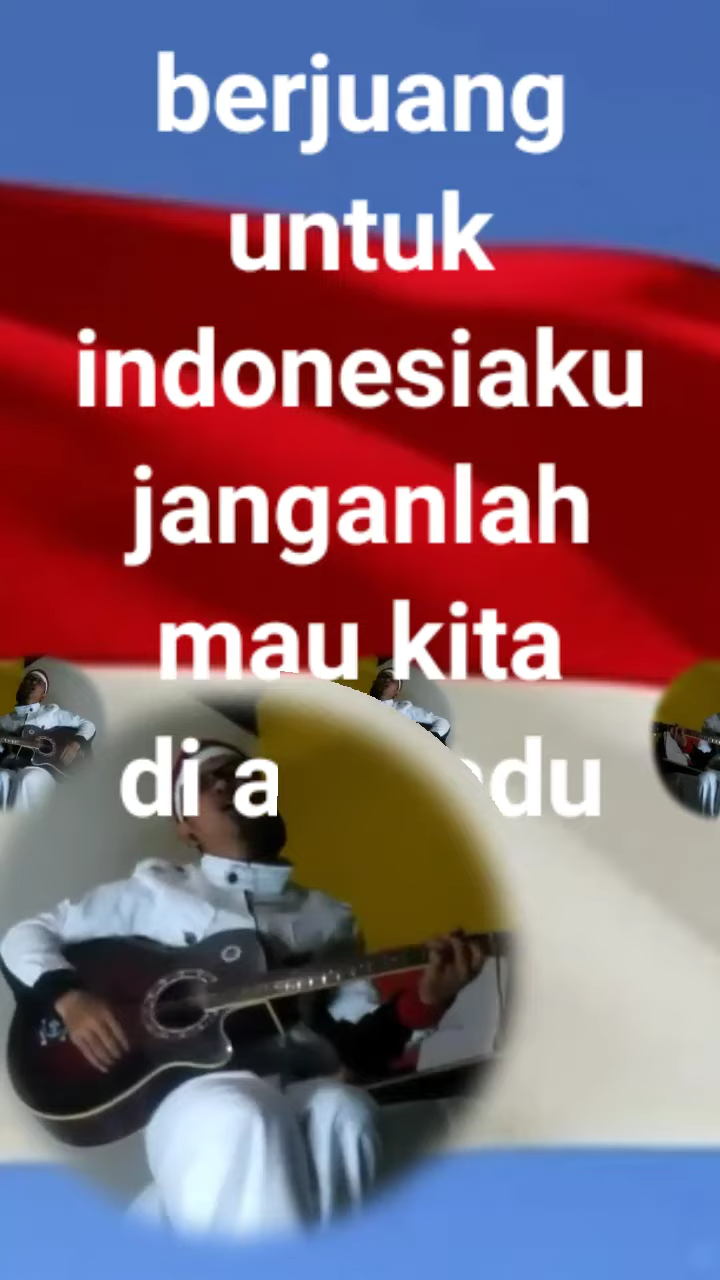 berjuang
untuk
indonesiaku
janganlah
mau kita
di